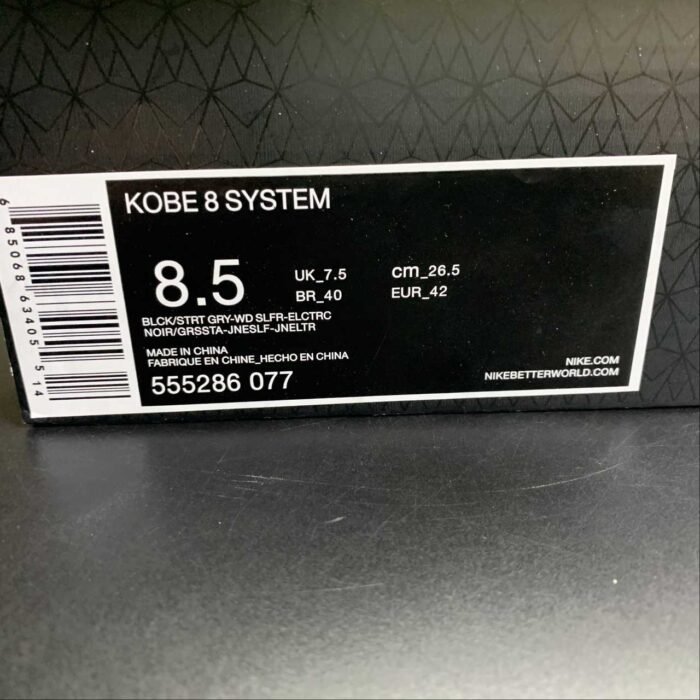 KOBE 8 SYSTEM
8.5
UK_7.5
cm_26.5
BR_40
EUR_42
BLCK/STRT GRY-WD SLFR-ELCTRC
NOIR/GRSSTA-JNESLF-JNELTR
MADE IN CHINA
FABRIQUE EN CHINE_HECHO EN CHINA
555286 077
NIKE.COM
NIKEBETTERWORLD.COM
6 85068 63405 514